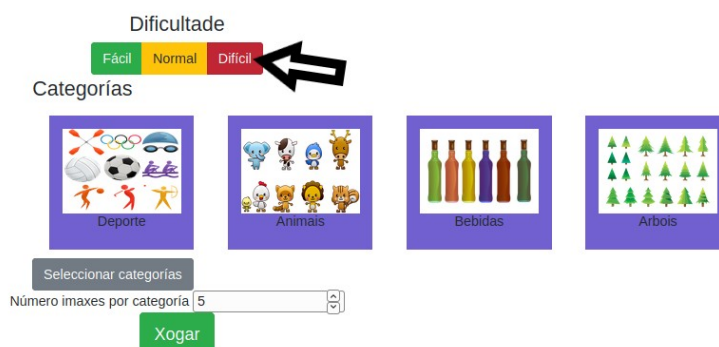 Dificultade
Fácil Normal Difícil
Categorías
Deporte Animais Bebidas Arbois
Seleccionar categorías
Número imaxes por categoría 5
Xogar